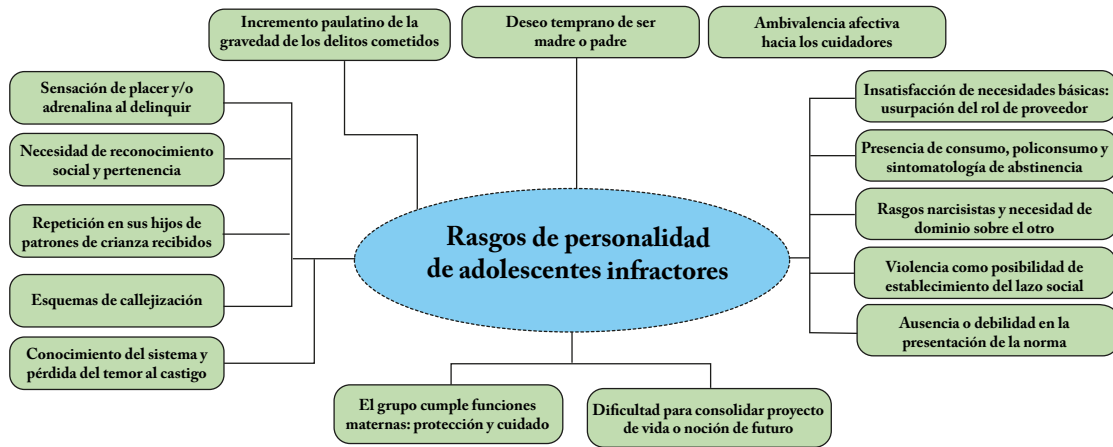 Incremento paulatino de la
gravedad de los delitos cometidos
Deseo temprano de ser
madre o padre
Ambivalencia afectiva
hacia los cuidadores
Sensación de placer y/o
adrenalina al delinquir
Necesidad de reconocimiento
social y pertenencia
Repetición en sus hijos de
patrones de crianza recibidos
Esquemas de callejización
Conocimiento del sistema y
pérdida del temor al castigo
Rasgos de personalidad
de adolescentes infractores
Insatisfacción de necesidades básicas:
usurpación del rol de proveedor
Presencia de consumo, policonsumo y
sintomatología de abstinencia
Rasgos narcisistas y necesidad de
dominio sobre el otro
Violencia como posibilidad de
establecimiento del lazo social
Ausencia o debilidad en la
presentación de la norma
El grupo cumple funciones
maternas: protección y cuidado
Dificultad para consolidar proyecto
de vida o noción de futuro